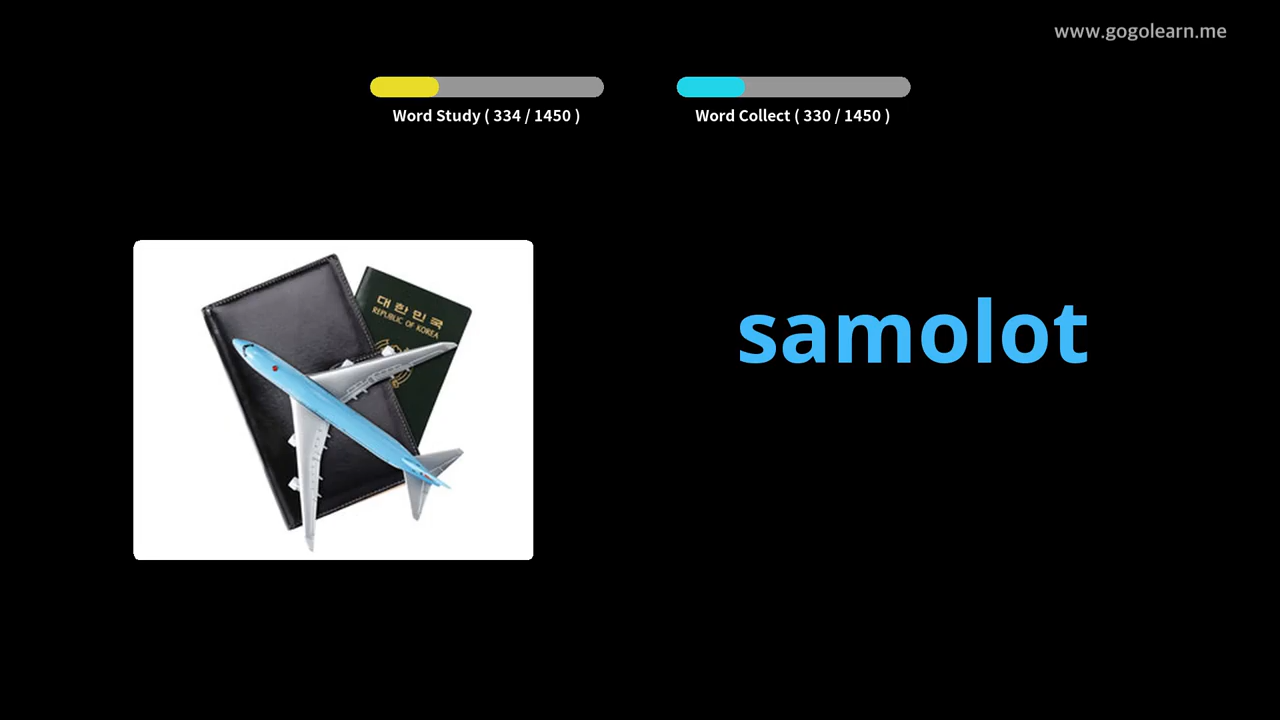 www.gogolearn.me
Word Study ( 334 / 1450 )
Word Collect ( 330 / 1450 )
대한민국
REPUBLIC OF KOREA
samolot